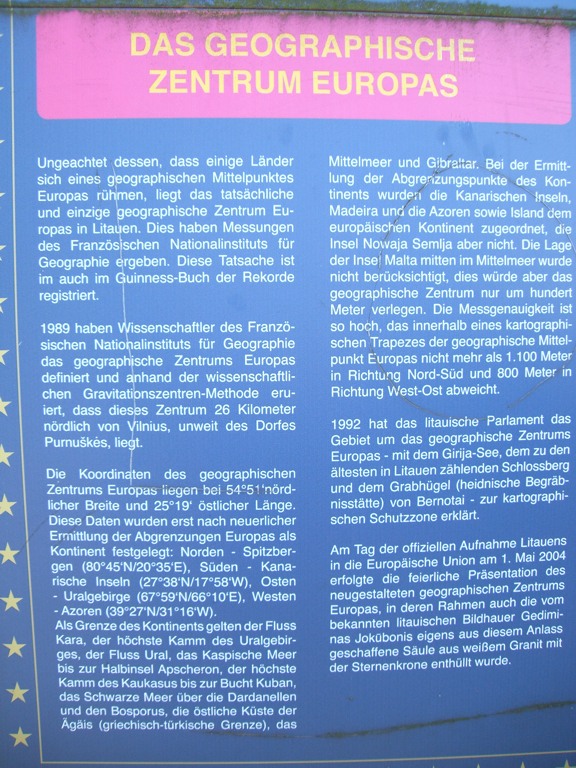 DAS GEOGRAPHISCHE
ZENTRUM EUROPAS
Ungeachtet dessen, dass einige Länder
sich eines geographischen Mittelpunktes
Europas rühmen, liegt das tatsächliche
und einzige geographische Zentrum Eu-
ropas in Litauen. Dies haben Messungen
des Französischen Nationalinstituts für
Geographie ergeben. Diese Tatsache ist
im auch im Guinness-Buch der Rekorde
registriert.
1989 haben Wissenschaftler des Franzö-
sischen Nationalinstituts für Geographie
das geographische Zentrums Europas
definiert und anhand der wissenschaftli-
chen Gravitationszentren-Methode eru-
iert, dass dieses Zentrum 26 Kilometer
nördlich von Vilnius, unweit des Dorfes
Purnuškės, liegt.
Die Koordinaten des geographischen
Zentrums Europas liegen bei 54°51'nörd-
licher Breite und 25°19' östlicher Länge.
Diese Daten wurden erst nach neuerlicher
Ermittlung der Abgrenzungen Europas als
Kontinent festgelegt: Norden - Spitzber-
gen (80°45'N/20°35'E), Süden - Kana-
rische Inseln (27°38'N/17°58'W), Osten
- Uralgebirge (67°59'N/66°10'E), Westen
- Azoren (39°27'N/31°16'W).
Als Grenze des Kontinents gelten der Fluss
Kara, der höchste Kamm des Uralgebir-
ges, der Fluss Ural, das Kaspische Meer
bis zur Halbinsel Apscheron, der höchste
Kamm des Kaukasus bis zur Bucht Kuban,
das Schwarze Meer über die Dardanellen
und den Bosporus, die östliche Küste der
Ägäis (griechisch-türkische Grenze), das
Mittelmeer und Gibraltar. Bei der Ermitt-
lung der Abgrenzungspunkte des Kon-
tinents wurden die Kanarischen Inseln,
Madeira und die Azoren sowie Island dem
europäischen Kontinent zugeordnet, die
Insel Nowaja Semlja aber nicht. Die Lage
der Insel Malta mitten im Mittelmeer wurde
nicht berücksichtigt, dies würde aber das
geographische Zentrum nur um hundert
Meter verlegen. Die Messgenauigkeit ist
so hoch, das innerhalb eines kartographi-
schen Trapezes der geographische Mittel-
punkt Europas nicht mehr als 1.100 Meter
in Richtung Nord-Süd und 800 Meter in
Richtung West-Ost abweicht.
1992 hat das litauische Parlament das
Gebiet um das geographische Zentrums
Europas - mit dem Girija-See, dem zu den
ältesten in Litauen zählenden Schlossberg
und dem Grabhügel (heidnische Begräb-
nisstätte) von Bernotai - zur kartographi-
schen Schutzzone erklärt.
Am Tag der offiziellen Aufnahme Litauens
in die Europäische Union am 1. Mai 2004
erfolgte die feierliche Präsentation des
neugestalteten geographischen Zentrums
Europas, in deren Rahmen auch die vom
bekannten litauischen Bildhauer Gedimi-
nas Jokūbonis eigens aus diesem Anlass
geschaffene Säule aus weißem Granit mit
der Sternenkrone enthüllt wurde.